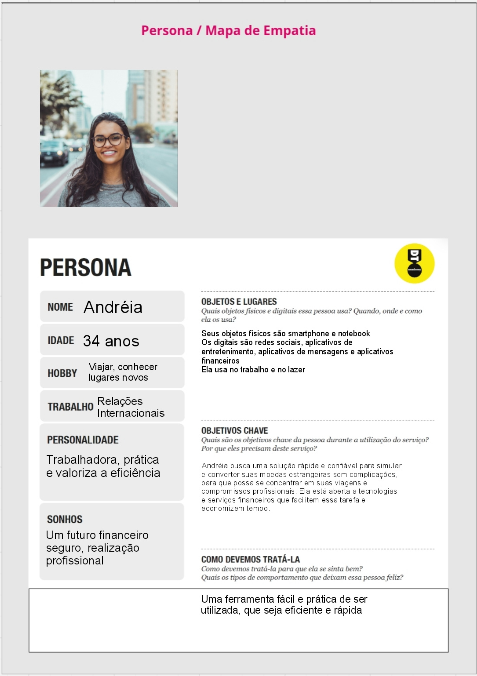 Persona / Mapa de Empatia
PERSONA
DT
NOME Andréia
IDADE 34 anos
HOBBY Viajar, conhecer
lugares novos
TRABALHO Relações
Internacionais
PERSONALIDADE
Trabalhadora, prática
e valoriza a eficiência
SONHOS
Um futuro financeiro
seguro, realização
profissional
OBJETOS E LUGARES
Quais objetos físicos e digitais essa pessoa usa? Quando, onde e como
ela os usa?
Seus objetos físicos são smartphone e notebook
Os digitais são redes sociais, aplicativos de
entretenimento, aplicativos de mensagens e aplicativos
financeiros
Ela usa no trabalho e no lazer
OBJETIVOS CHAVE
Quais são os objetivos chave da pessoa durante a utilização do serviço?
Por que eles precisam deste serviço?
Andréia busca uma solução rápida e confiável para simular
e converter suas moedas estrangeiras sem complicações,
para que possa se concentrar em suas viagens e
compromissos profissionais. Ela está aberta a tecnologias
e serviços financeiros que facilitem essa tarefa e
economizem tempo.
COMO DEVEMOS TRATÁ-LA
Como devemos tratá-la para que ela se sinta bem?
Quais os tipos de comportamento que deixam essa pessoa feliz?
Uma ferramenta fácil e prática de ser
utilizada, que seja eficiente e rápida